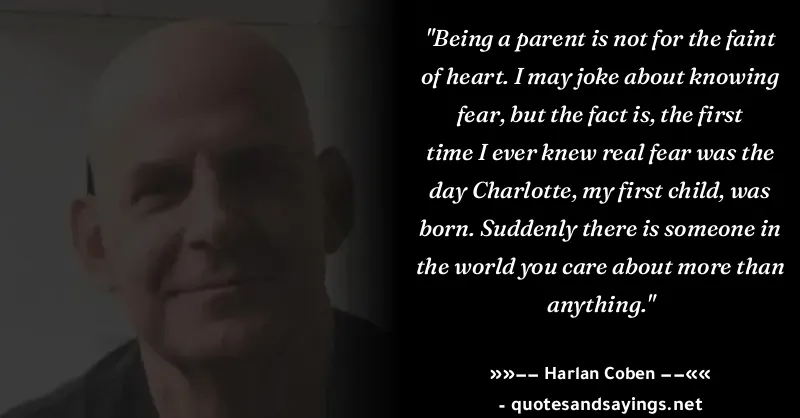 "Being a parent is not for the faint
of heart. I may joke about knowing
fear, but the fact is, the first
time I ever knew real fear was the
day Charlotte, my first child, was
born. Suddenly there is someone in
the world you care about more than
anything."
»»−− Harlan Coben −−««
- quotesandsayings.net